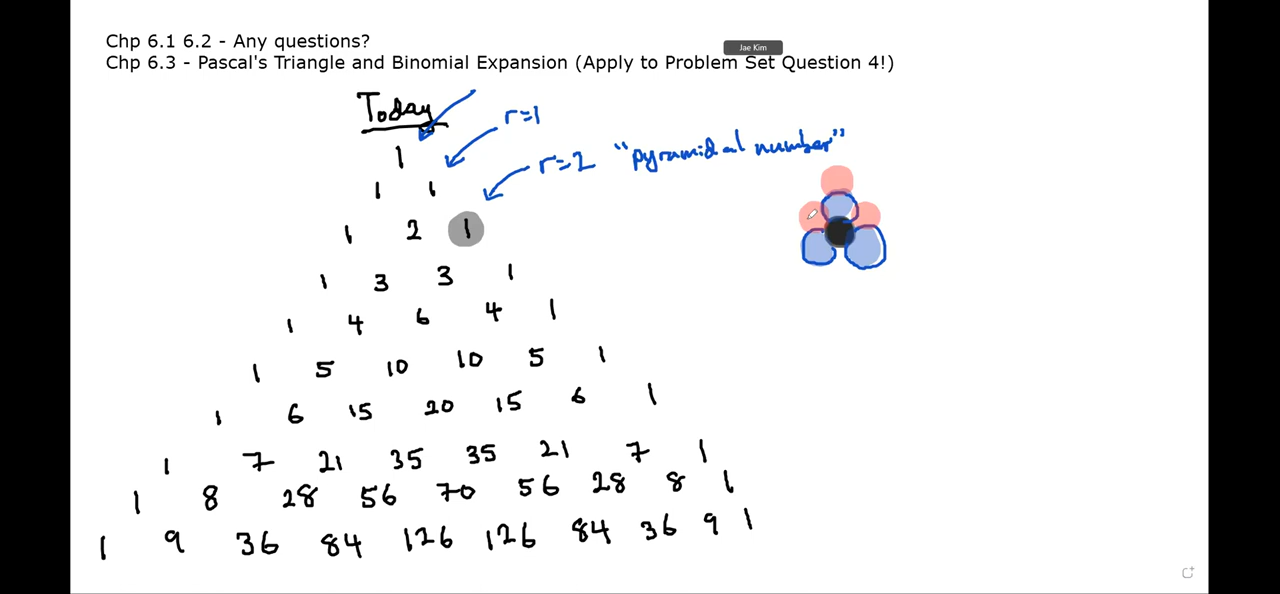 Chp 6.1 6.2 - Any questions?
Jae Kim
Chp 6.3 - Pascal's Triangle and Binomial Expansion (Apply to Problem Set Question 4!)
Today
r=1
r=2 "pyramidal number"
1
1 1
1 2 1
1 3 3 1
1 4 6 4 1
1 5 10 10 5 1
1 6 15 20 15 6 1
1 7 21 35 35 21 7 1
1 8 28 56 70 56 28 8 1
1 9 36 84 126 126 84 36 9 1